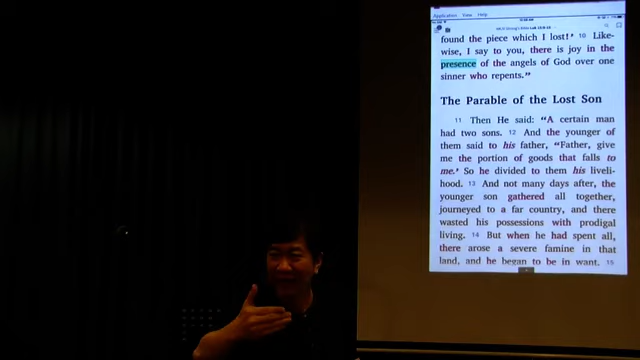 Application View Help
found the piece which I lost!' 10 Like-
wise, I say to you, there is joy in the
presence of the angels of God over one
sinner who repents."
The Parable of the Lost Son
11 Then He said: "A certain man
had two sons. 12 And the younger of
them said to his father, "Father, give
me the portion of goods that falls to
me.' So he divided to them his liveli-
hood. 13 And not many days after, the
younger son gathered all together,
journeyed to a far country, and there
wasted his possessions with prodigal
living. 14 But when he had spent all,
there arose a severe famine in that
land, and he began to be in want. 15